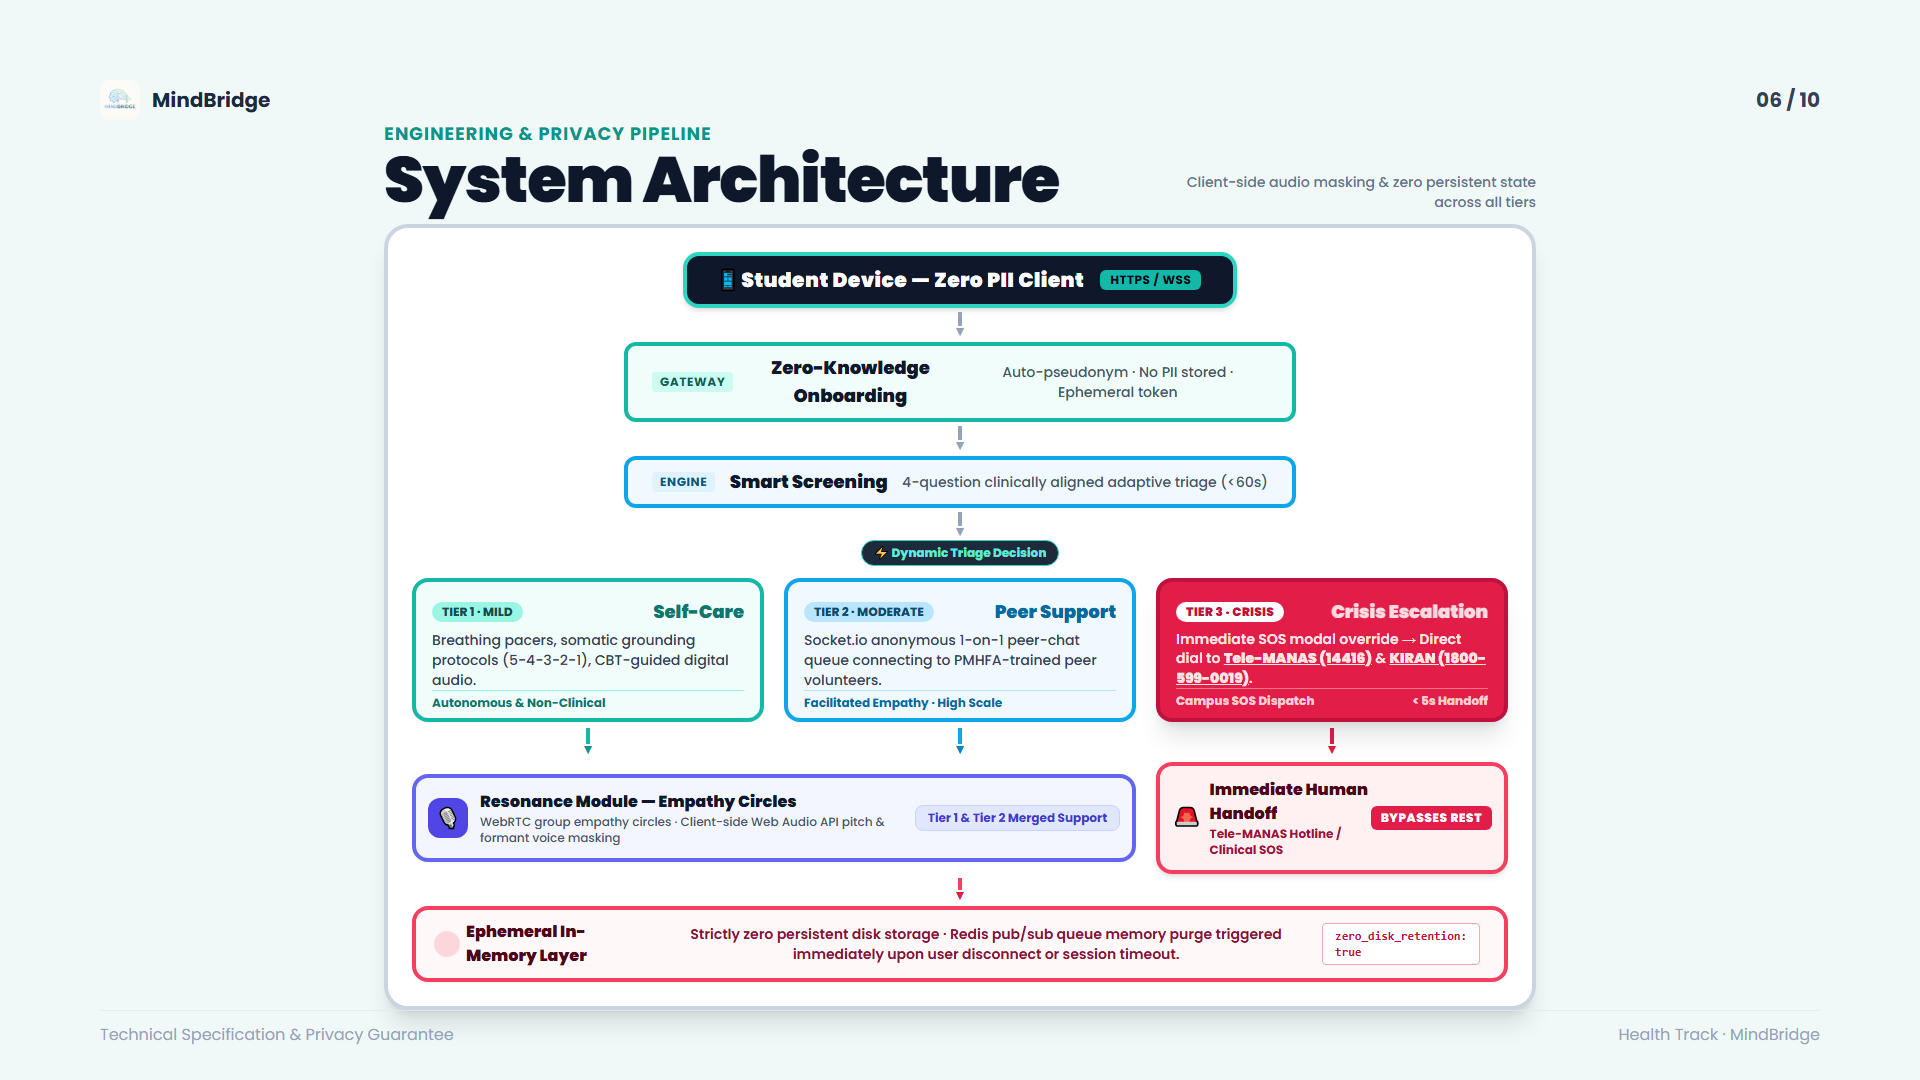 MindBridge
06 / 10
ENGINEERING & PRIVACY PIPELINE
System Architecture
Client-side audio masking & zero persistent state
across all tiers
Student Device — Zero PII Client
HTTPS / WSS
GATEWAY
Zero-Knowledge
Onboarding
Auto-pseudonym · No PII stored ·
Ephemeral token
ENGINE
Smart Screening
4-question clinically aligned adaptive triage (<60s)
⚡ Dynamic Triage Decision
TIER 1 · MILD
Self-Care
Breathing pacers, somatic grounding
protocols (5-4-3-2-1), CBT-guided digital
audio.
Autonomous & Non-Clinical
TIER 2 · MODERATE
Peer Support
Socket.io anonymous 1-on-1 peer-chat
queue connecting to PMHFA-trained peer
volunteers.
Facilitated Empathy · High Scale
TIER 3 · CRISIS
Crisis Escalation
Immediate SOS modal override → Direct
dial to Tele-MANAS (14416) & KIRAN (1800-
599-0019).
Campus SOS Dispatch
< 5s Handoff
Resonance Module — Empathy Circles
WebRTC group empathy circles · Client-side Web Audio API pitch &
formant voice masking
Tier 1 & Tier 2 Merged Support
Immediate Human
Handoff
Tele-MANAS Hotline /
Clinical SOS
BYPASSES REST
Ephemeral In-
Memory Layer
Strictly zero persistent disk storage · Redis pub/sub queue memory purge triggered
immediately upon user disconnect or session timeout.
zero_disk_retention:
true
Technical Specification & Privacy Guarantee
Health Track · MindBridge